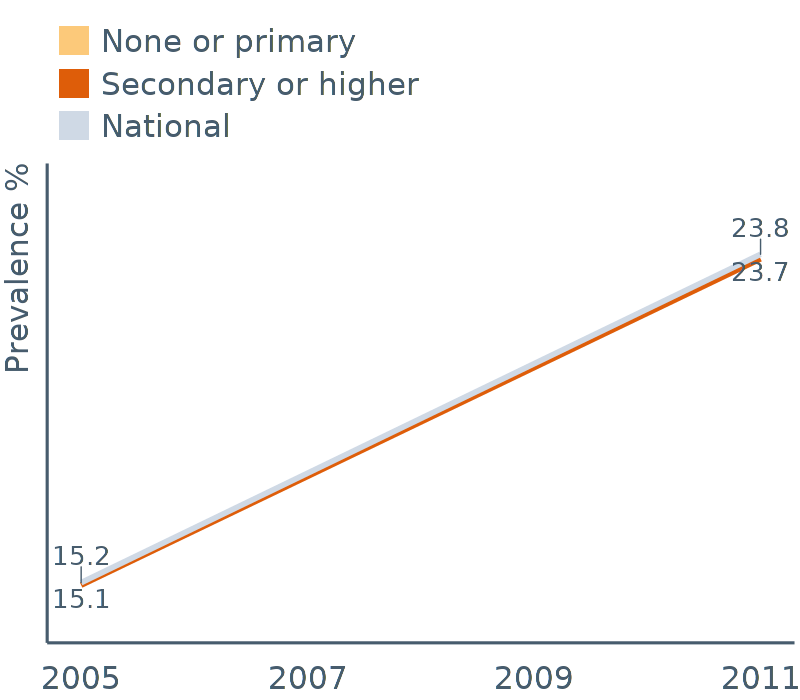 None or primary
Secondary or higher
National
Prevalence %
23.8
23.7
15.2
15.1
2005 2007 2009 2011